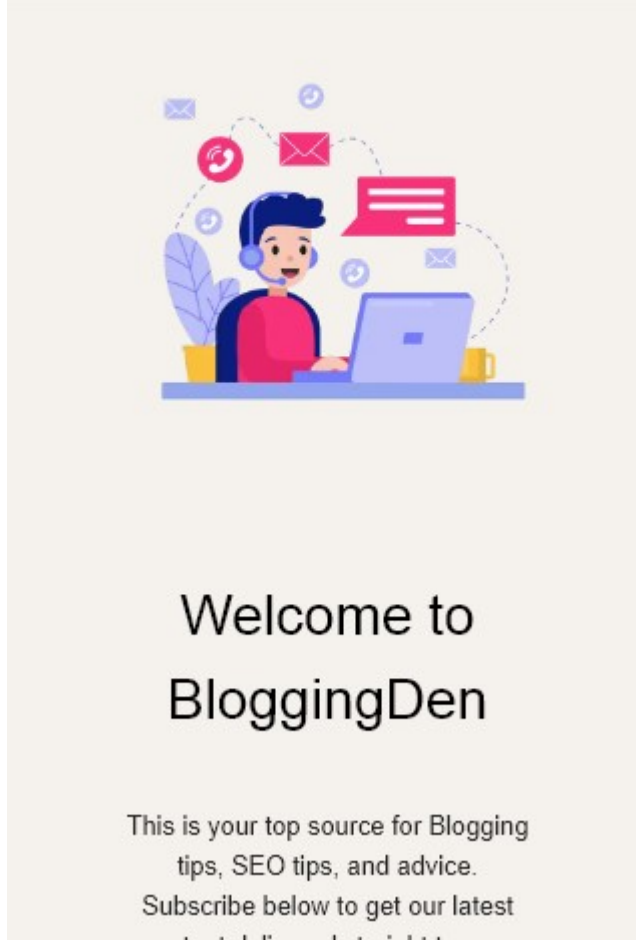 Welcome to
BloggingDen
This is your top source for Blogging
tips, SEO tips, and advice.
Subscribe below to get our latest